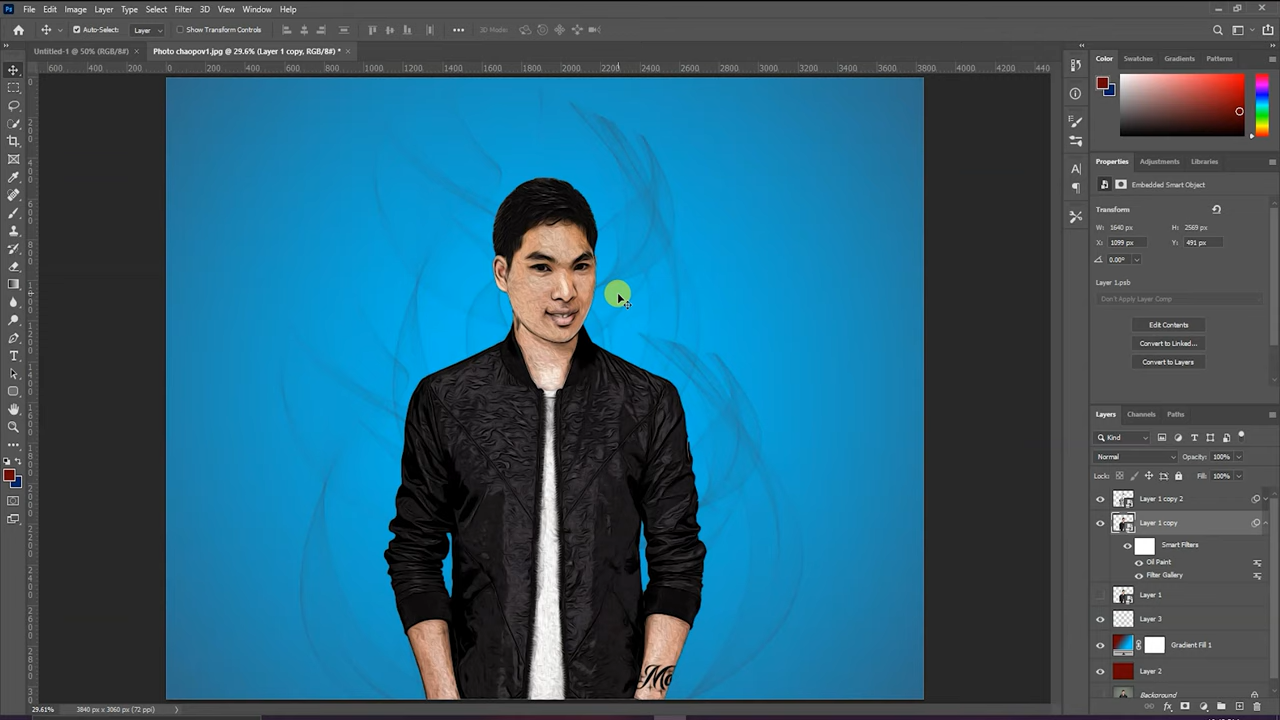 Ps File Edit Image Layer Type Select Filter 3D View Window Help
Auto-Select: Layer Show Transform Controls 3D Mode:
Untitled-1 @ 50% (RGB/8#) × Photo chaopov1.jpg @ 29.6% (Layer 1 copy, RGB/8#) * ×
600 400 200 0 200 400 600 800 1000 1200 1400 1600 1800 2000 2200 2400 2600 2800 3000 3200 3400 3600 3800 4000 4200 440
Color Swatches Gradients Patterns
Properties Adjustments Libraries
Embedded Smart Object
Transform
W: 1640 px H: 2569 px
X: 1099 px Y: 491 px
0.00°
Layer 1.psb
Don't Apply Layer Comp
Edit Contents
Convert to Linked...
Convert to Layers
Layers Channels Paths
Kind
Normal Opacity: 100%
Lock: Fill: 100%
Layer 1 copy 2
Layer 1 copy
Smart Filters
Oil Paint
Filter Gallery
Layer 1
Layer 3
Gradient Fill 1
Layer 2
Background
29.61% 3840 px x 3060 px (72 ppi)